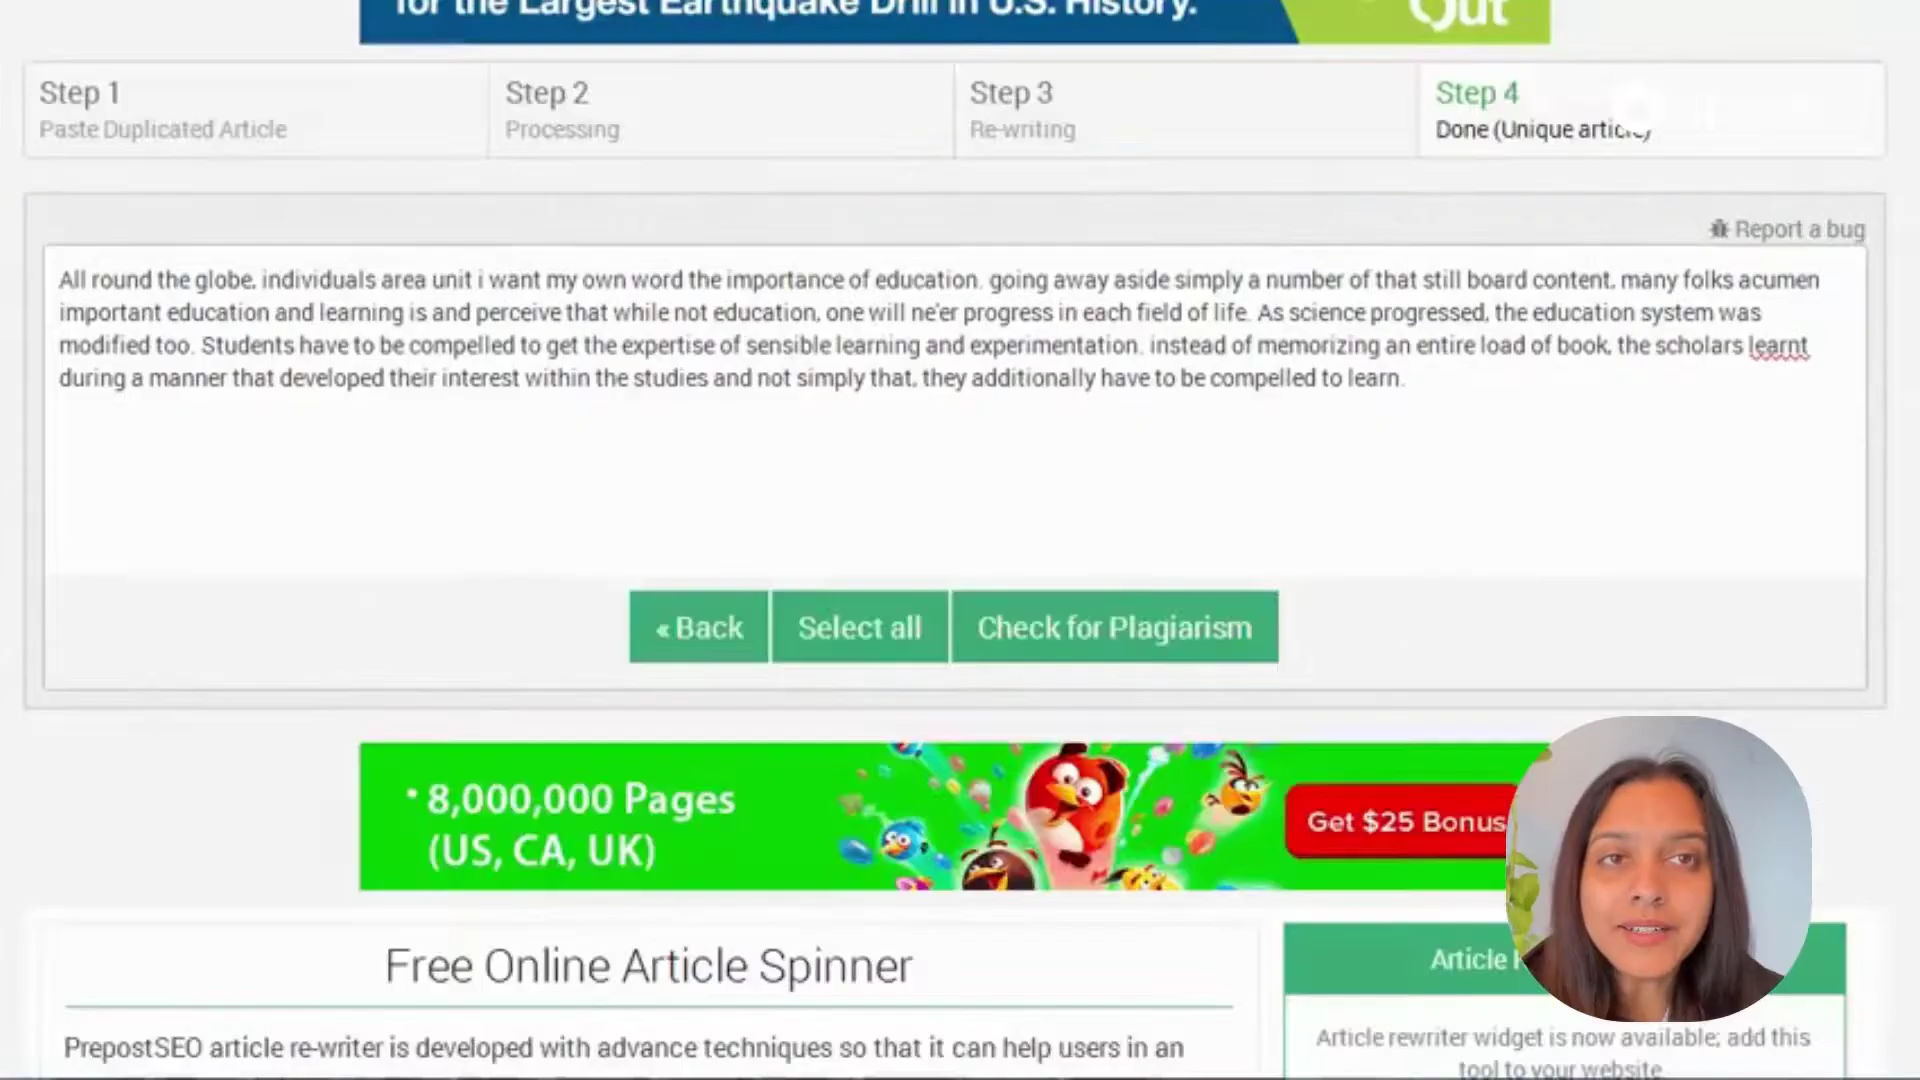 for the Largest Earthquake Drill in U.S. History.
Out
Step 1
Paste Duplicated Article
Step 2
Processing
Step 3
Re-writing
Step 4
Done (Unique article)
Report a bug
All round the globe, individuals area unit i want my own word the importance of education. going away aside simply a number of that still board content, many folks acumen
important education and learning is and perceive that while not education, one will ne'er progress in each field of life. As science progressed, the education system was
modified too. Students have to be compelled to get the expertise of sensible learning and experimentation. instead of memorizing an entire load of book, the scholars learnt
during a manner that developed their interest within the studies and not simply that, they additionally have to be compelled to learn.
« Back
Select all
Check for Plagiarism
• 8,000,000 Pages
(US, CA, UK)
Get $25 Bonus
Free Online Article Spinner
Article
PrepostSEO article re-writer is developed with advance techniques so that it can help users in an
Article rewriter widget is now available; add this
tool to your website